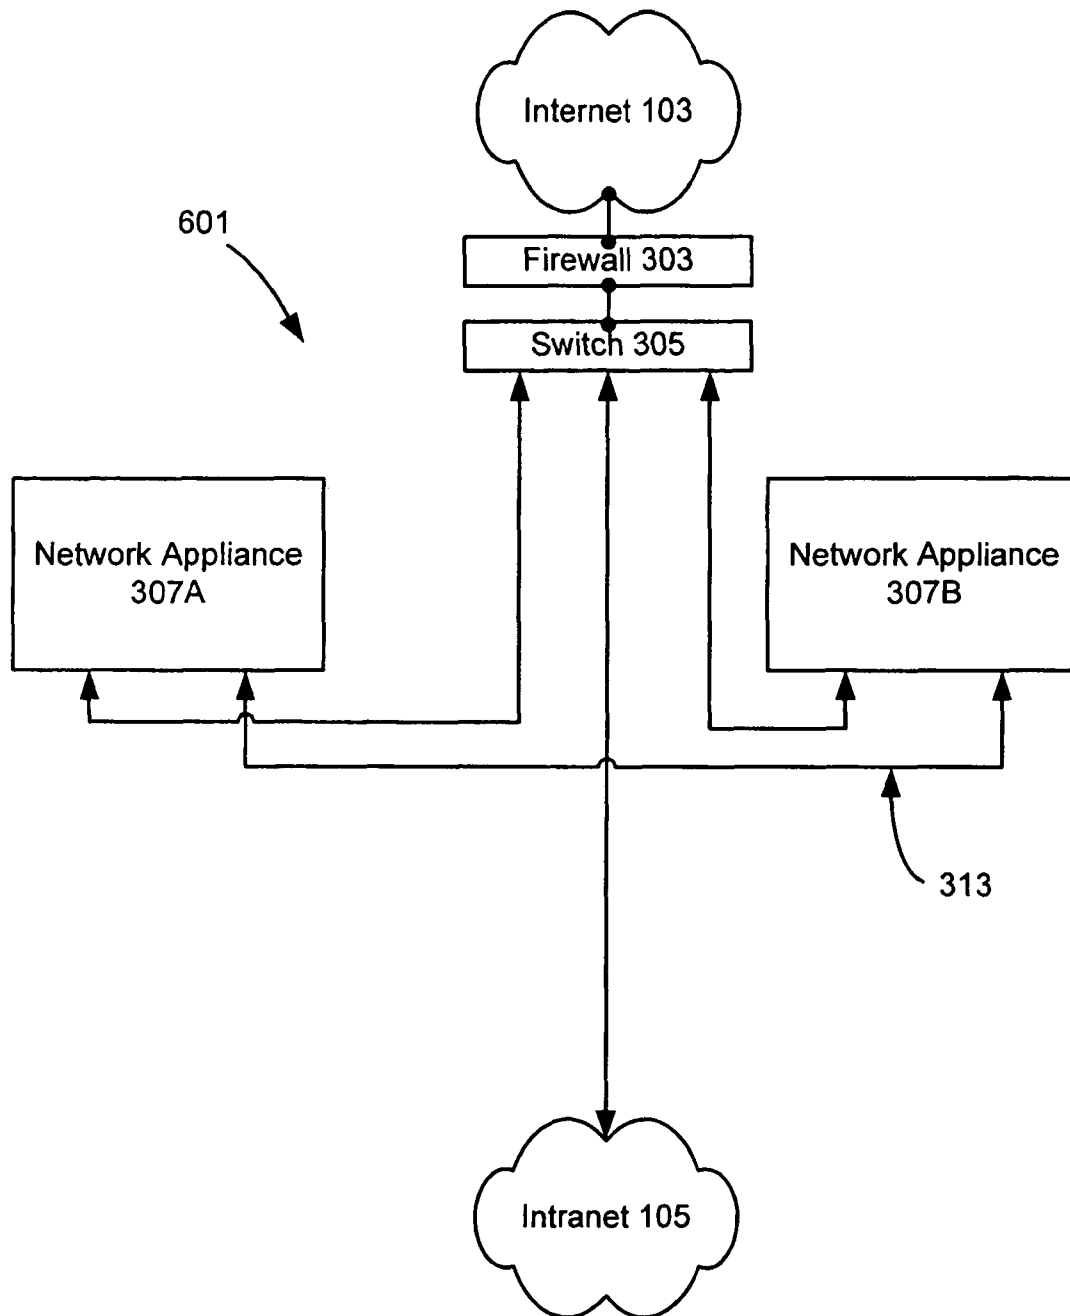 Internet 103
601
Firewall 303
Switch 305
Network Appliance
307A
Network Appliance
307B
313
Intranet 105